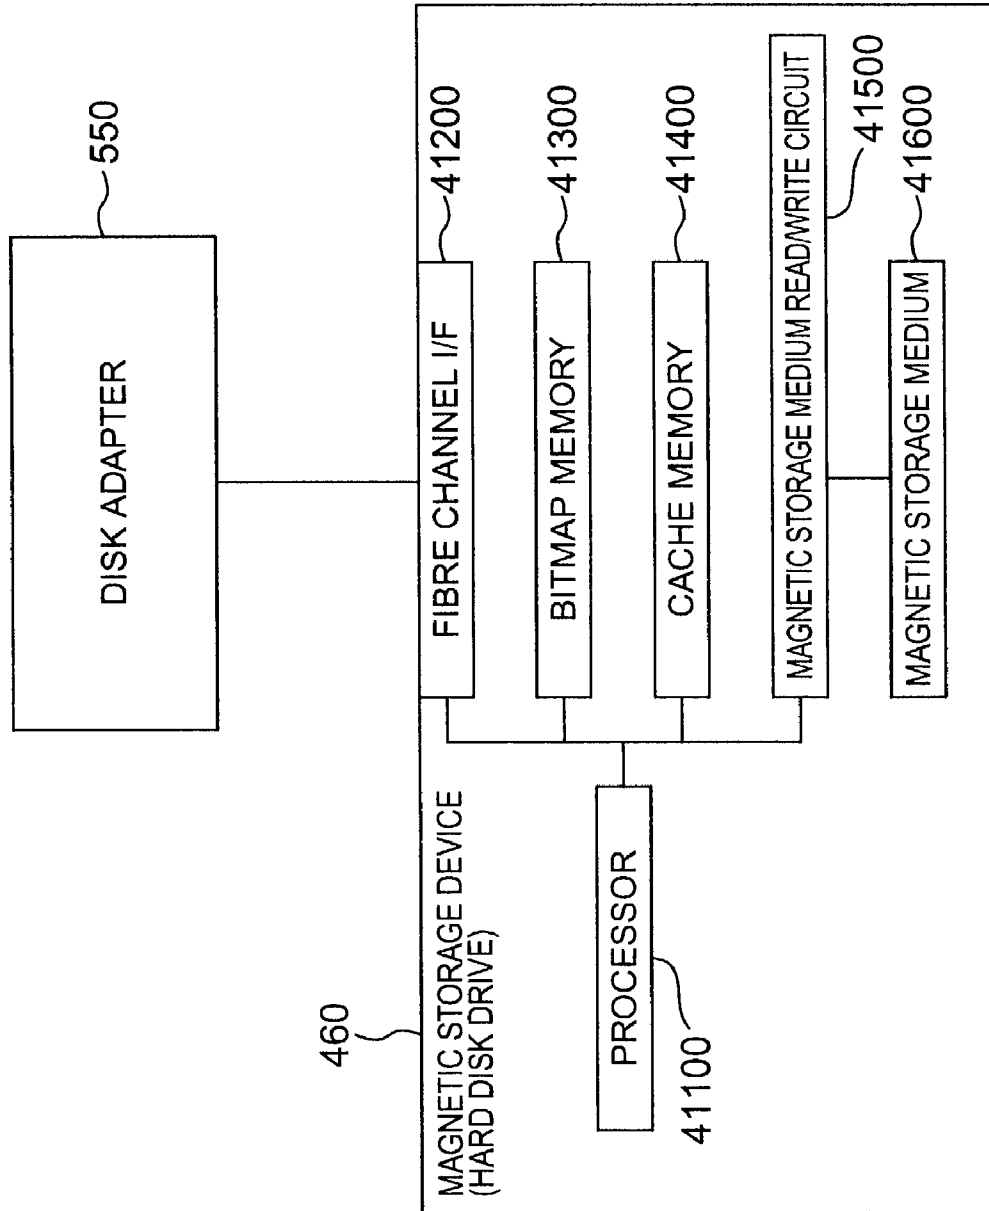 DISK ADAPTER
550
460
MAGNETIC STORAGE DEVICE
(HARD DISK DRIVE)
FIBRE CHANNEL I/F
41200
BITMAP MEMORY
41300
PROCESSOR
41100
CACHE MEMORY
41400
MAGNETIC STORAGE MEDIUM READ/WRITE CIRCUIT
41500
MAGNETIC STORAGE MEDIUM
41600